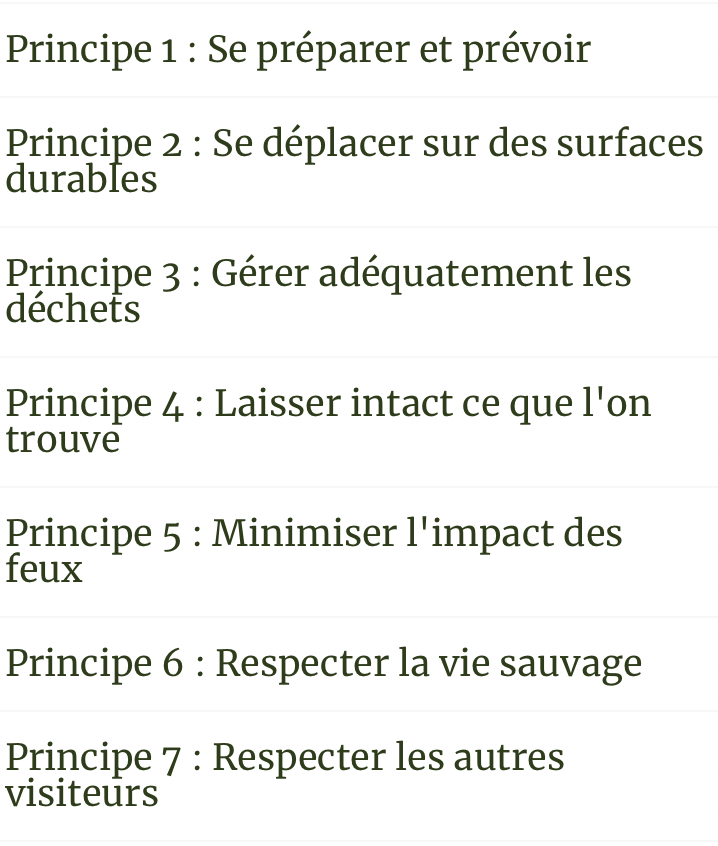 Principe 1 : Se préparer et prévoir
Principe 2 : Se déplacer sur des surfaces
durables
Principe 3 : Gérer adéquatement les
déchets
Principe 4 : Laisser intact ce que l'on
trouve
Principe 5 : Minimiser l'impact des
feux
Principe 6 : Respecter la vie sauvage
Principe 7 : Respecter les autres
visiteurs